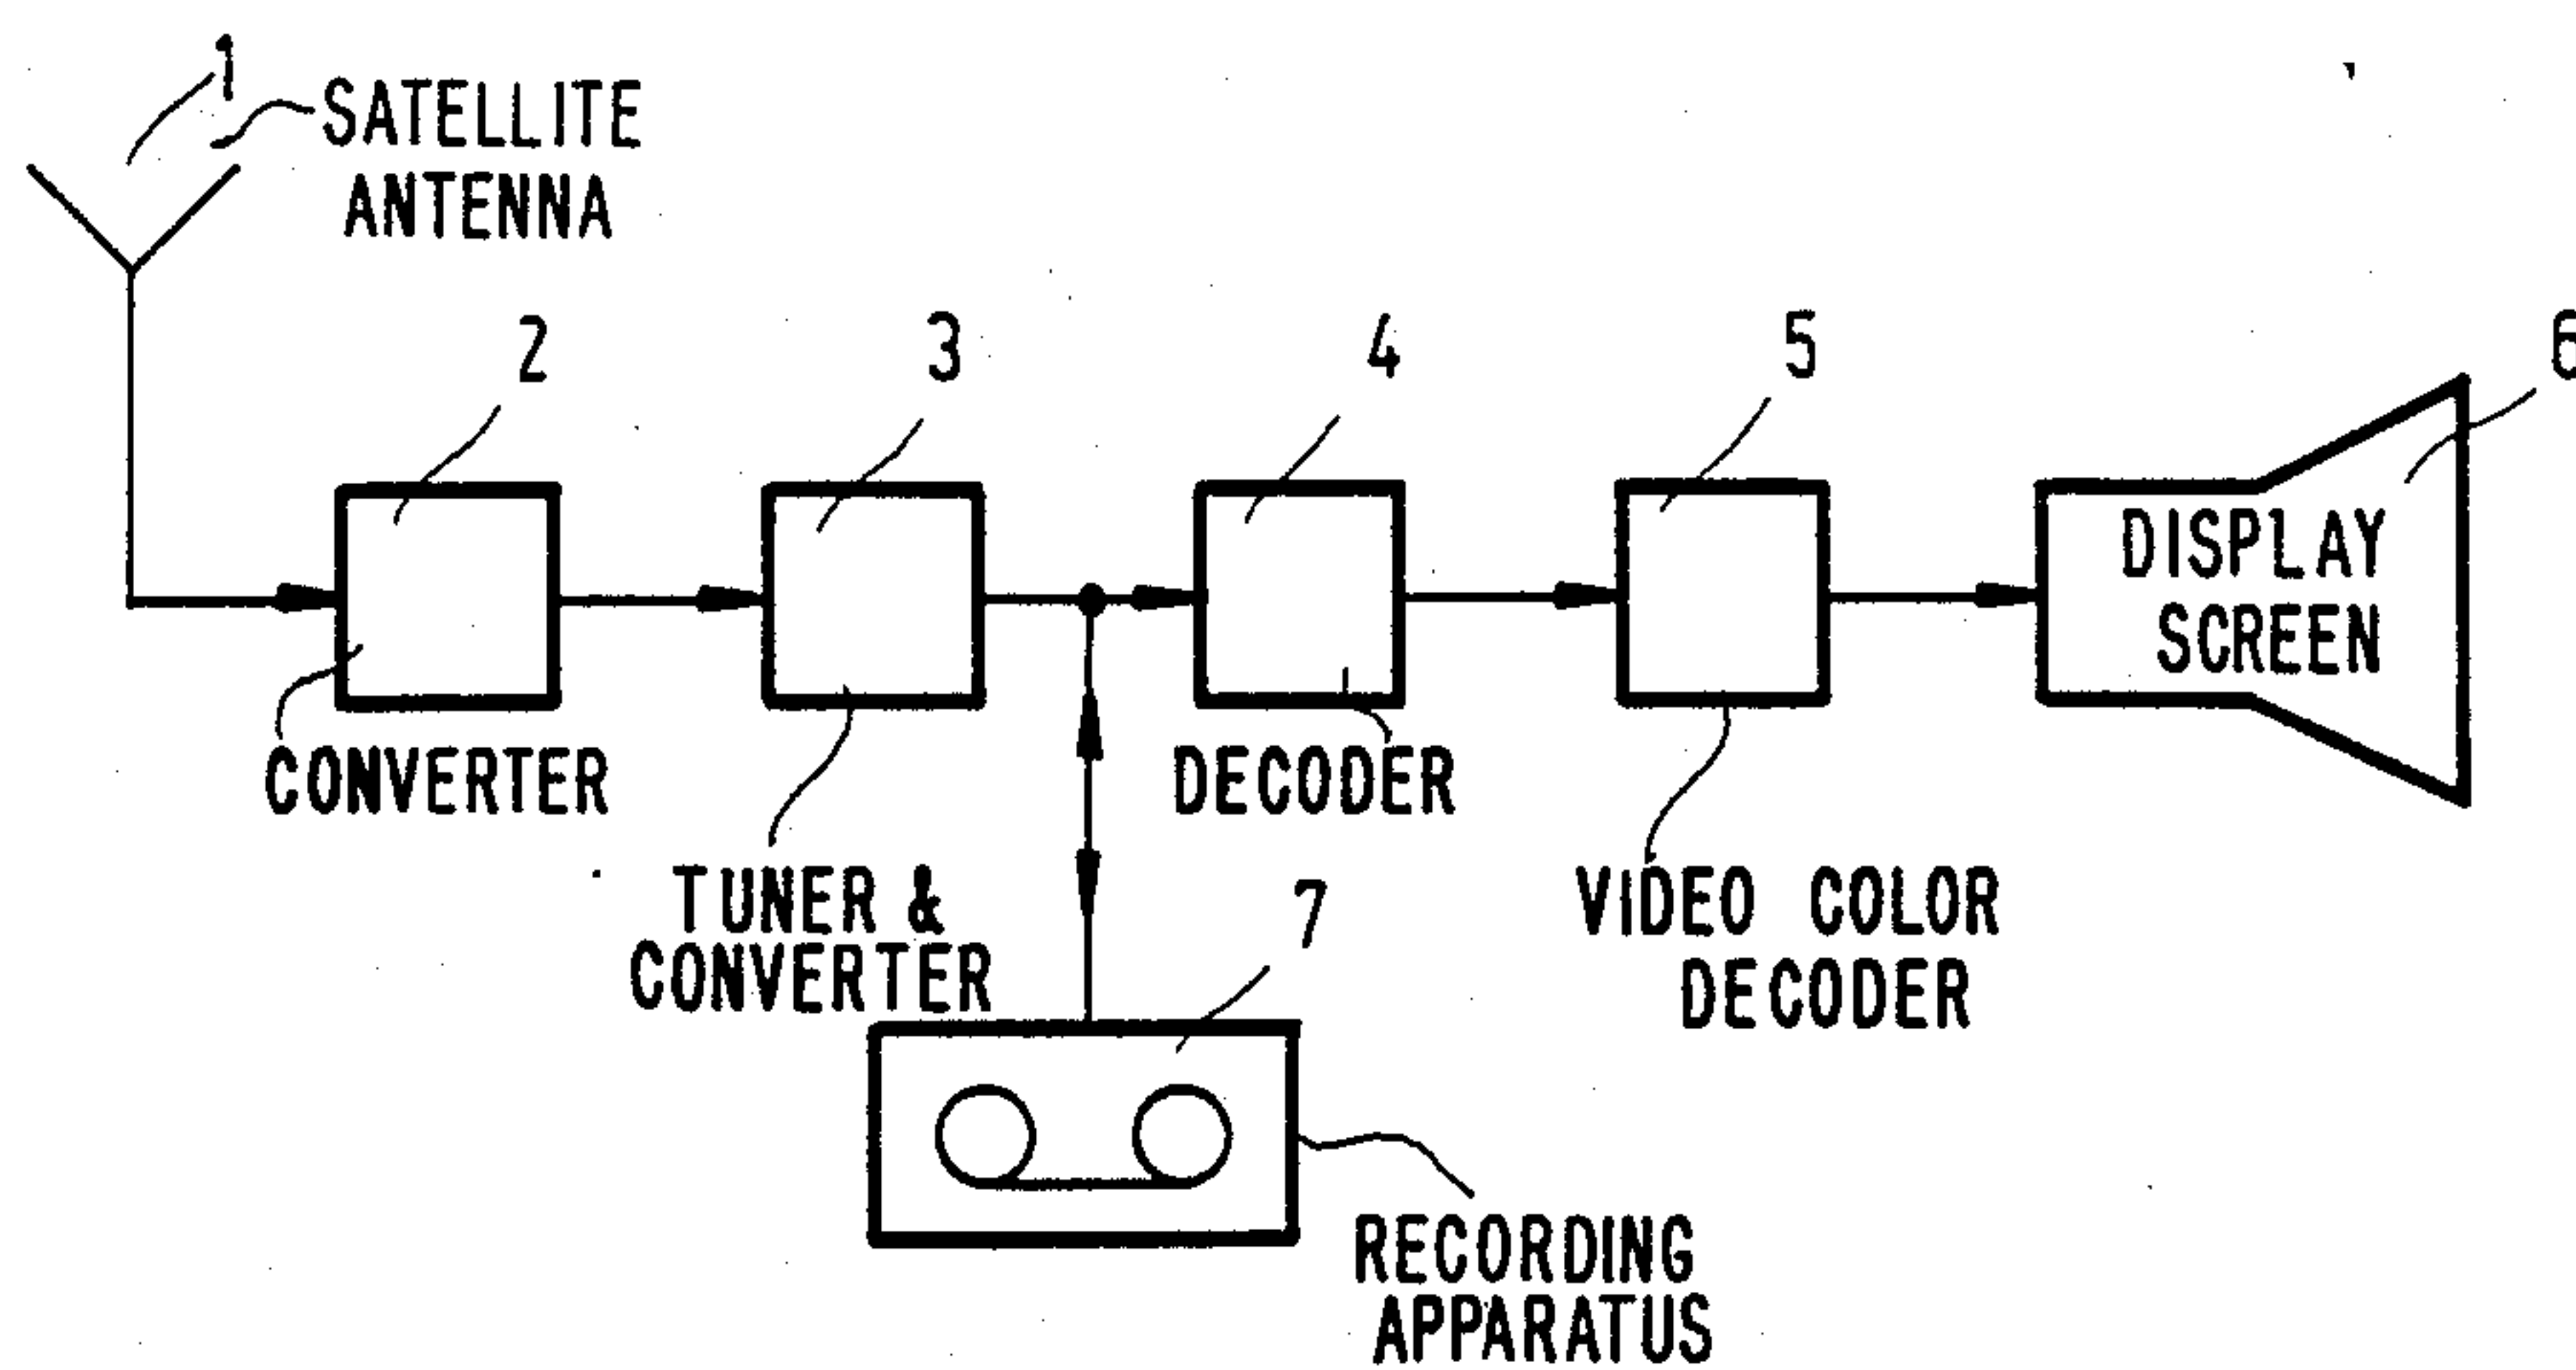 1
SATELLITE
ANTENNA
2
3
4
5
6
DISPLAY
SCREEN
CONVERTER
DECODER
TUNER &
CONVERTER
7
VIDEO COLOR
DECODER
RECORDING
APPARATUS